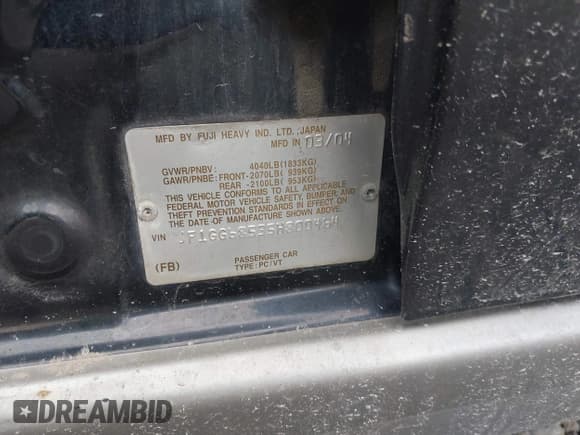 MFD BY FUJI HEAVY IND. LTD. JAPAN
MFD IN 03/04
GVWR/PNBV: 4040LB(1833KG)
GAWR/PNBE:FRONT-2070LB( 939KG)
REAR -2100LB( 953KG)
THIS VEHICLE CONFORMS TO ALL APPLICABLE
FEDERAL MOTOR VEHICLE SAFETY, BUMPER, AND
THEFT PREVENTION STANDARDS IN EFFECT ON THE
DATE OF MANUFACTURE SHOWN ABOVE.
VIN
(FB)
PASSENGER CAR
TYPE: PC/VT
DREAMBID